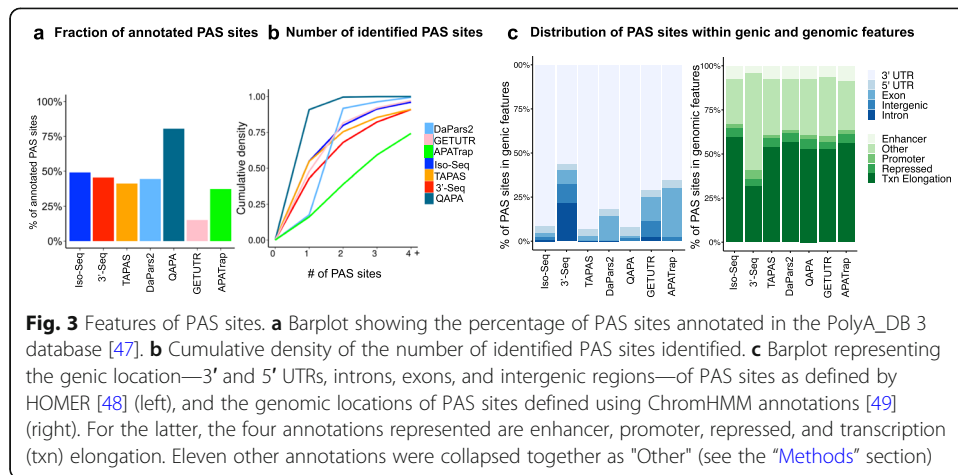 a Fraction of annotated PAS sites
b Number of identified PAS sites
c Distribution of PAS sites within genic and genomic features
% of annotated PAS sites
100%
75%
50%
25%
0%
Iso-Seq
3'-Seq
TAPAS
DaPars2
QAPA
GETUTR
APATrap
Cumulative density
1.00
0.75
0.50
0.25
0.00
0
1
2
3
4 +
# of PAS sites
DaPars2
GETUTR
APATrap
Iso-Seq
TAPAS
3'-Seq
QAPA
% of PAS sites in genic features
00%
75%
50%
25%
0%
Iso-Seq
3'-Seq
TAPAS
DaPars2
QAPA
GETUTR
APATrap
% of PAS sites in genomic features
100%
75%
50%
25%
0%
Iso-Seq
3'-Seq
TAPAS
DaPars2
QAPA
GETUTR
APATrap
3' UTR
5' UTR
Exon
Intergenic
Intron
Enhancer
Other
Promoter
Repressed
Txn Elongation
Fig. 3 Features of PAS sites. a Barplot showing the percentage of PAS sites annotated in the PolyA_DB 3
database [47]. b Cumulative density of the number of identified PAS sites identified. c Barplot representing
the genic location—3′ and 5′ UTRs, introns, exons, and intergenic regions—of PAS sites as defined by
HOMER [48] (left), and the genomic locations of PAS sites defined using ChromHMM annotations [49]
(right). For the latter, the four annotations represented are enhancer, promoter, repressed, and transcription
(txn) elongation. Eleven other annotations were collapsed together as "Other" (see the “Methods” section)